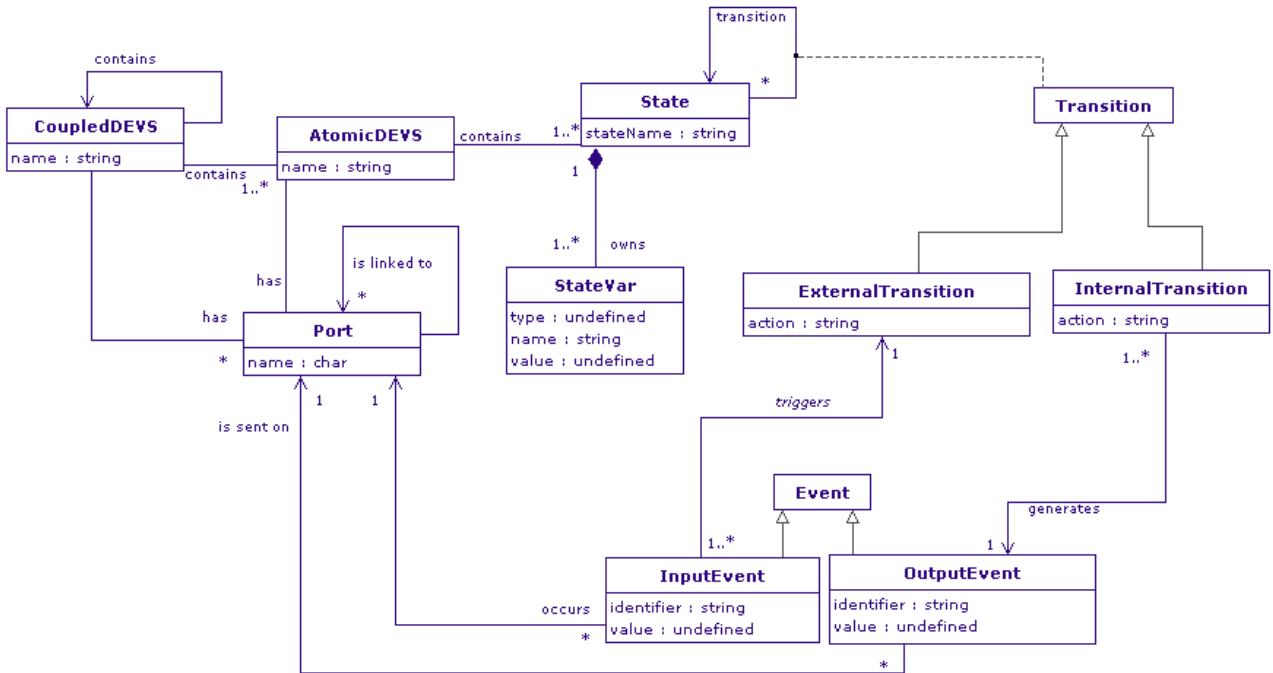 transition
contains
*
CoupledDEVS
name : string
State
stateName : string
Transition
AtomicDEVS
name : string
contains
1..*
contains
1..*
1
1..*
owns
is linked to
*
has
has
*
Port
name : char
StateVar
type : undefined
name : string
value : undefined
ExternalTransition
action : string
InternalTransition
action : string
1
1..*
1
1
is sent on
triggers
Event
generates
1..*
1
InputEvent
identifier : string
value : undefined
OutputEvent
identifier : string
value : undefined
occurs
*
*